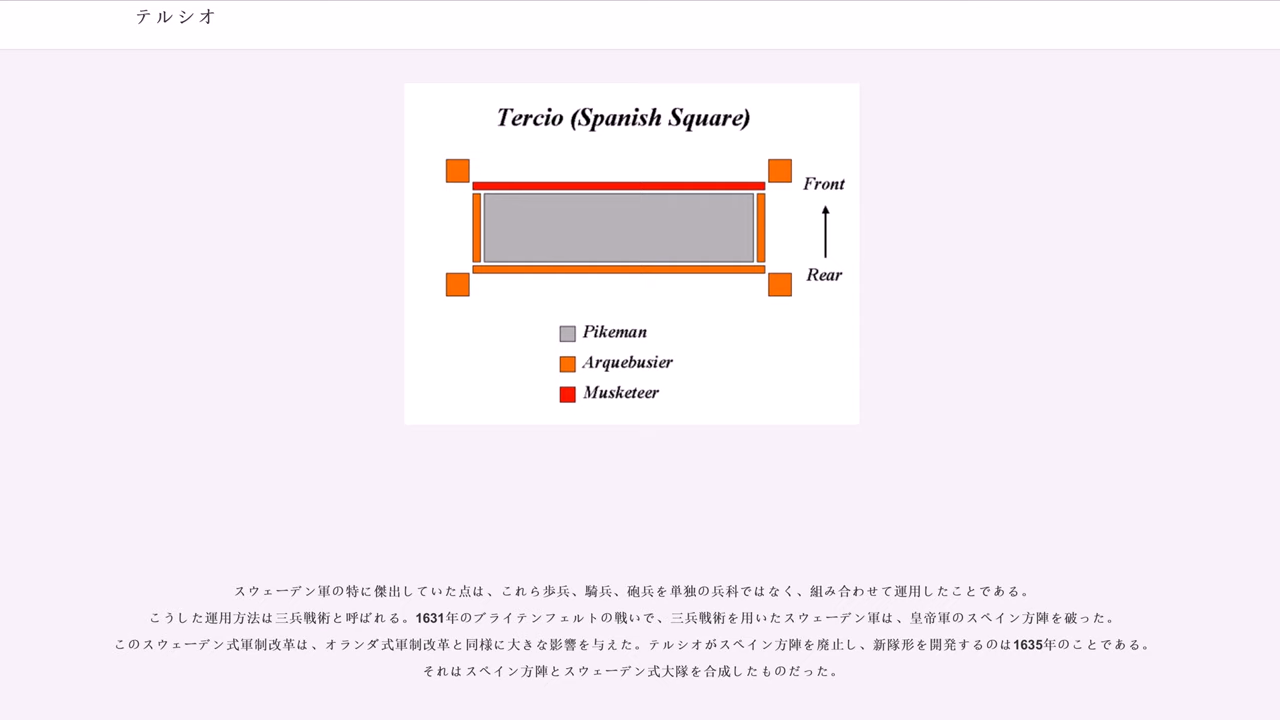 テルシオ
Tercio (Spanish Square)
Front
Rear
Pikeman
Arquebusier
Musketeer
スウェーデン軍の特に傑出していた点は、これら歩兵、騎兵、砲兵を単独の兵科ではなく、組み合わせて運用したことである。
こうした運用方法は三兵戦術と呼ばれる。1631年のブライテンフェルトの戦いで、三兵戦術を用いたスウェーデン軍は、皇帝軍のスペイン方陣を破った。
このスウェーデン式軍制改革は、オランダ式軍制改革と同様に大きな影響を与えた。テルシオがスペイン方陣を廃止し、新隊形を開発するのは1635年のことである。
それはスペイン方陣とスウェーデン式大隊を合成したものだった。